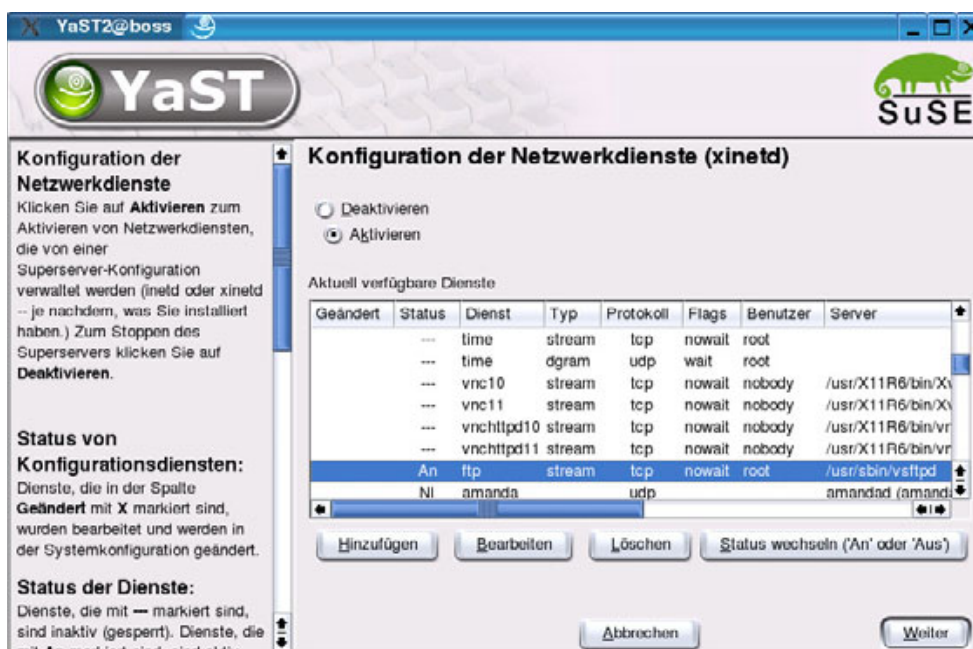 YaST2@boss
YaST
SuSE
Konfiguration der
Netzwerkdienste
Klicken Sie auf Aktivieren zum
Aktivieren von Netzwerkdiensten,
die von einer
Superserver-Konfiguration
verwaltet werden (inetd oder xinetd
-- je nachdem, was Sie installiert
haben.) Zum Stoppen des
Superservers klicken Sie auf
Deaktivieren.
Status von
Konfigurationsdiensten:
Dienste, die in der Spalte
Geändert mit X markiert sind,
wurden bearbeitet und werden in
der Systemkonfiguration geändert.
Status der Dienste:
Dienste, die mit --- markiert sind,
sind inaktiv (gesperrt). Dienste, die
Konfiguration der Netzwerkdienste (xinetd)
Deaktivieren
Aktivieren
Aktuell verfügbare Dienste
Geändert Status Dienst Typ Protokoll Flags Benutzer Server
--- time stream tcp nowait root
--- time dgram udp wait root
--- vnc10 stream tcp nowait nobody /usr/X11R6/bin/Xv
--- vnc11 stream tcp nowait nobody /usr/X11R6/bin/Xv
--- vnchttpd10 stream tcp nowait nobody /usr/X11R6/bin/vr
--- vnchttpd11 stream tcp nowait nobody /usr/X11R6/bin/vr
An ftp stream tcp nowait root /usr/sbin/vsftpd
NI amanda udp amandad (amanda
Hinzufügen Bearbeiten Löschen Status wechseln ('An' oder 'Aus')
Abbrechen Weiter